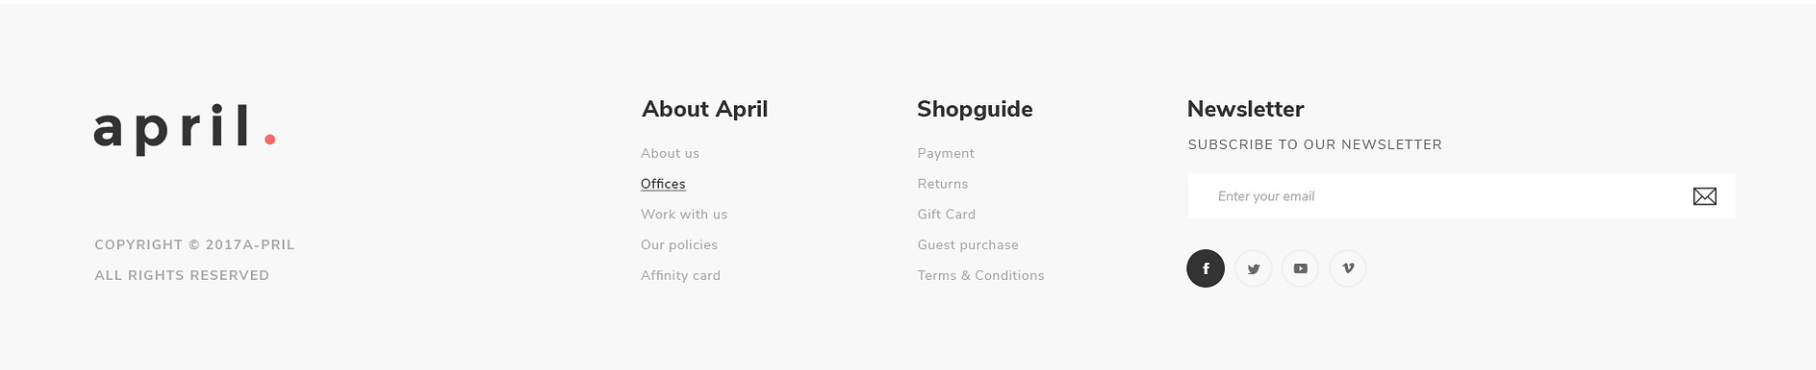 april.
COPYRIGHT © 2017A-PRIL
ALL RIGHTS RESERVED
About April
About us
Offices
Work with us
Our policies
Affinity card
Shopguide
Payment
Returns
Gift Card
Guest purchase
Terms & Conditions
Newsletter
SUBSCRIBE TO OUR NEWSLETTER
Enter your email